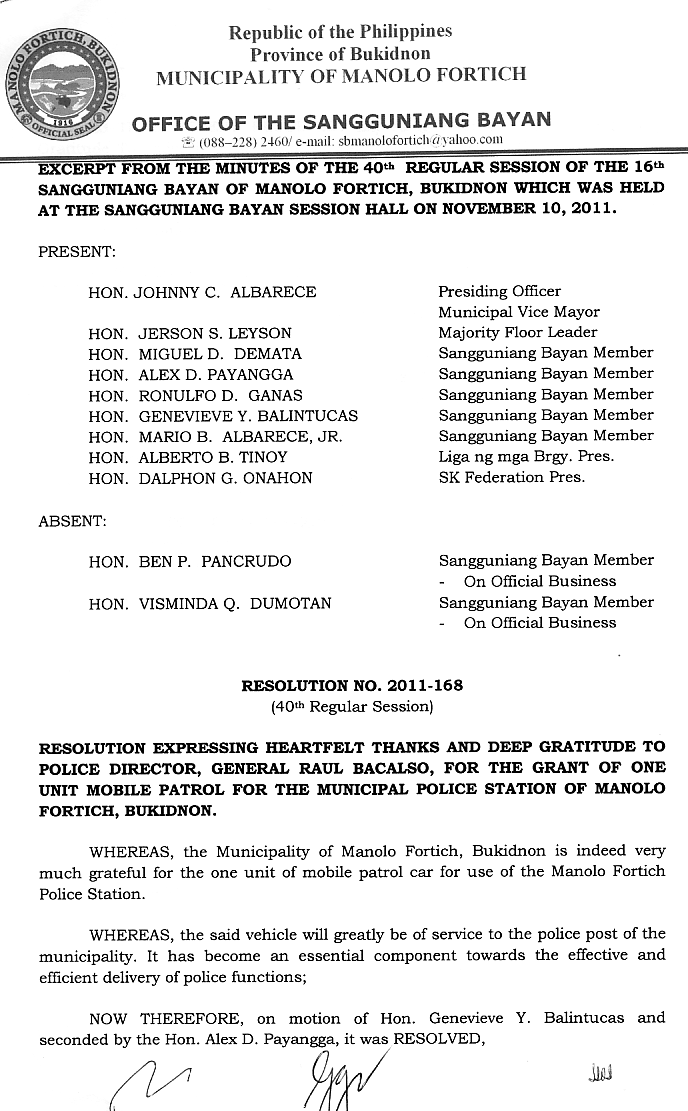 Republic of the Philippines
Province of Bukidnon
MUNICIPALITY OF MANOLO FORTICH
MANOLO FORTICH, BUKIDNON
1916
OFFICIAL SEAL
OFFICE OF THE SANGGUNIANG BAYAN
☏ (088–228) 2460/ e-mail: sbmanolofortich@yahoo.com
EXCERPT FROM THE MINUTES OF THE 40th REGULAR SESSION OF THE 16th
SANGGUNIANG BAYAN OF MANOLO FORTICH, BUKIDNON WHICH WAS HELD
AT THE SANGGUNIANG BAYAN SESSION HALL ON NOVEMBER 10, 2011.
PRESENT:
HON. JOHNNY C. ALBARECE Presiding Officer
Municipal Vice Mayor
HON. JERSON S. LEYSON Majority Floor Leader
HON. MIGUEL D. DEMATA Sangguniang Bayan Member
HON. ALEX D. PAYANGGA Sangguniang Bayan Member
HON. RONULFO D. GANAS Sangguniang Bayan Member
HON. GENEVIEVE Y. BALINTUCAS Sangguniang Bayan Member
HON. MARIO B. ALBARECE, JR. Sangguniang Bayan Member
HON. ALBERTO B. TINOY Liga ng mga Brgy. Pres.
HON. DALPHON G. ONAHON SK Federation Pres.
ABSENT:
HON. BEN P. PANCRUDO Sangguniang Bayan Member
- On Official Business
HON. VISMINDA Q. DUMOTAN Sangguniang Bayan Member
- On Official Business
RESOLUTION NO. 2011-168
(40th Regular Session)
RESOLUTION EXPRESSING HEARTFELT THANKS AND DEEP GRATITUDE TO
POLICE DIRECTOR, GENERAL RAUL BACALSO, FOR THE GRANT OF ONE
UNIT MOBILE PATROL FOR THE MUNICIPAL POLICE STATION OF MANOLO
FORTICH, BUKIDNON.
WHEREAS, the Municipality of Manolo Fortich, Bukidnon is indeed very
much grateful for the one unit of mobile patrol car for use of the Manolo Fortich
Police Station.
WHEREAS, the said vehicle will greatly be of service to the police post of the
municipality. It has become an essential component towards the effective and
efficient delivery of police functions;
NOW THEREFORE, on motion of Hon. Genevieve Y. Balintucas and
seconded by the Hon. Alex D. Payangga, it was RESOLVED,